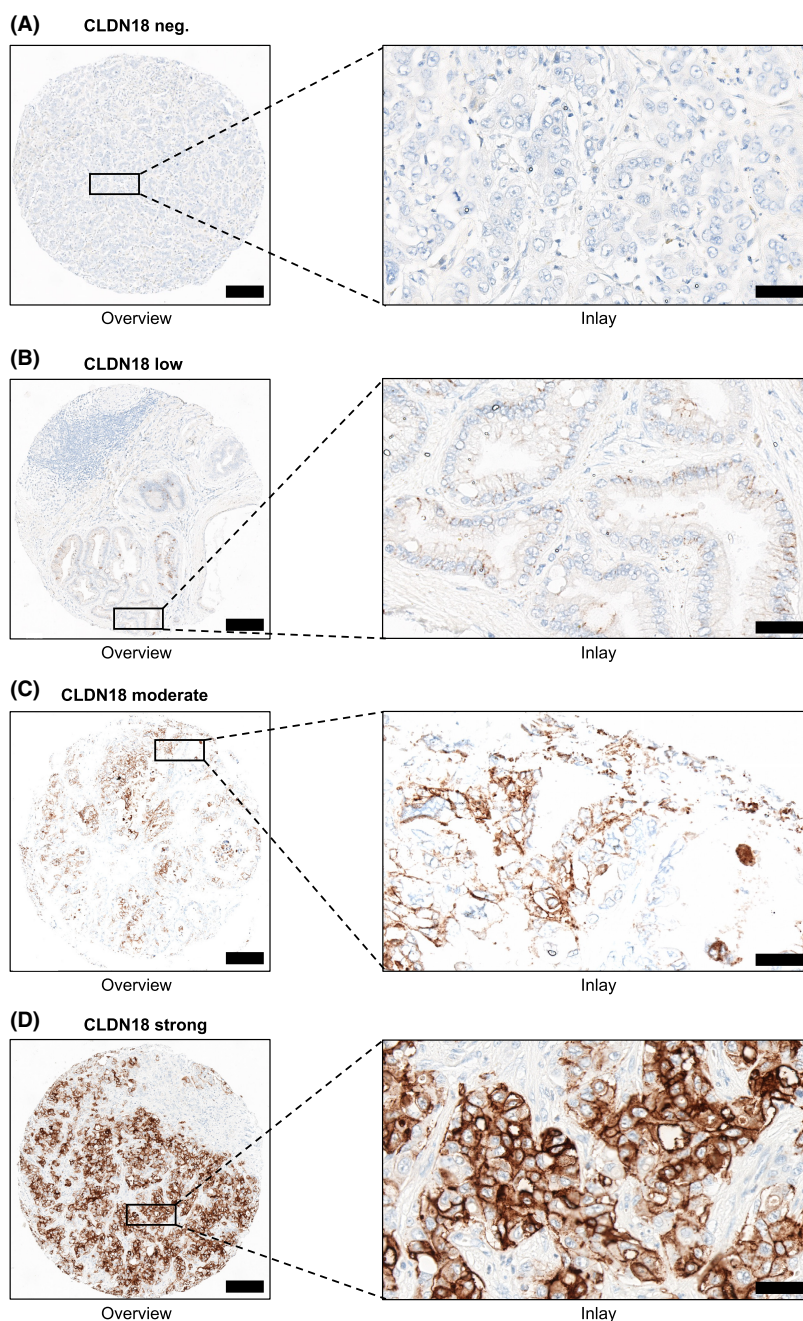 (A) CLDN18 neg.
Overview Inlay
(B) CLDN18 low
Overview Inlay
(C) CLDN18 moderate
Overview Inlay
(D) CLDN18 strong
Overview Inlay